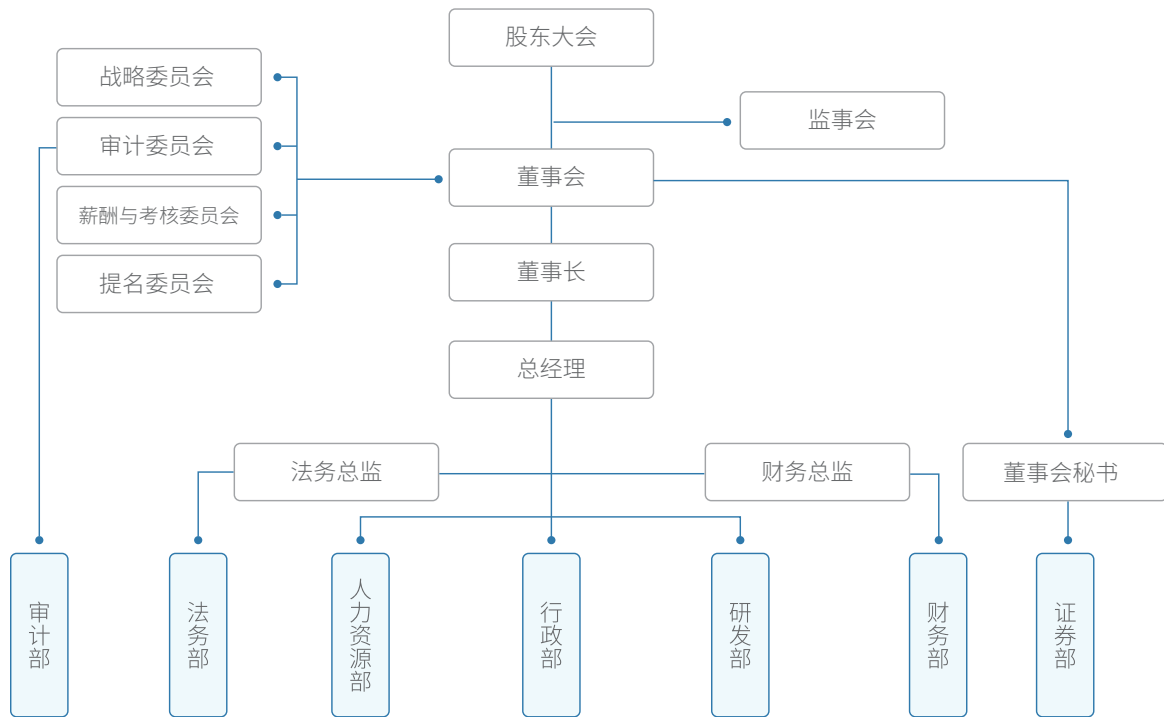 股东大会
战略委员会
监事会
审计委员会
董事会
薪酬与考核委员会
董事长
提名委员会
总经理
法务总监
财务总监
董事会秘书
审计部
法务部
人力资源部
行政部
研发部
财务部
证券部